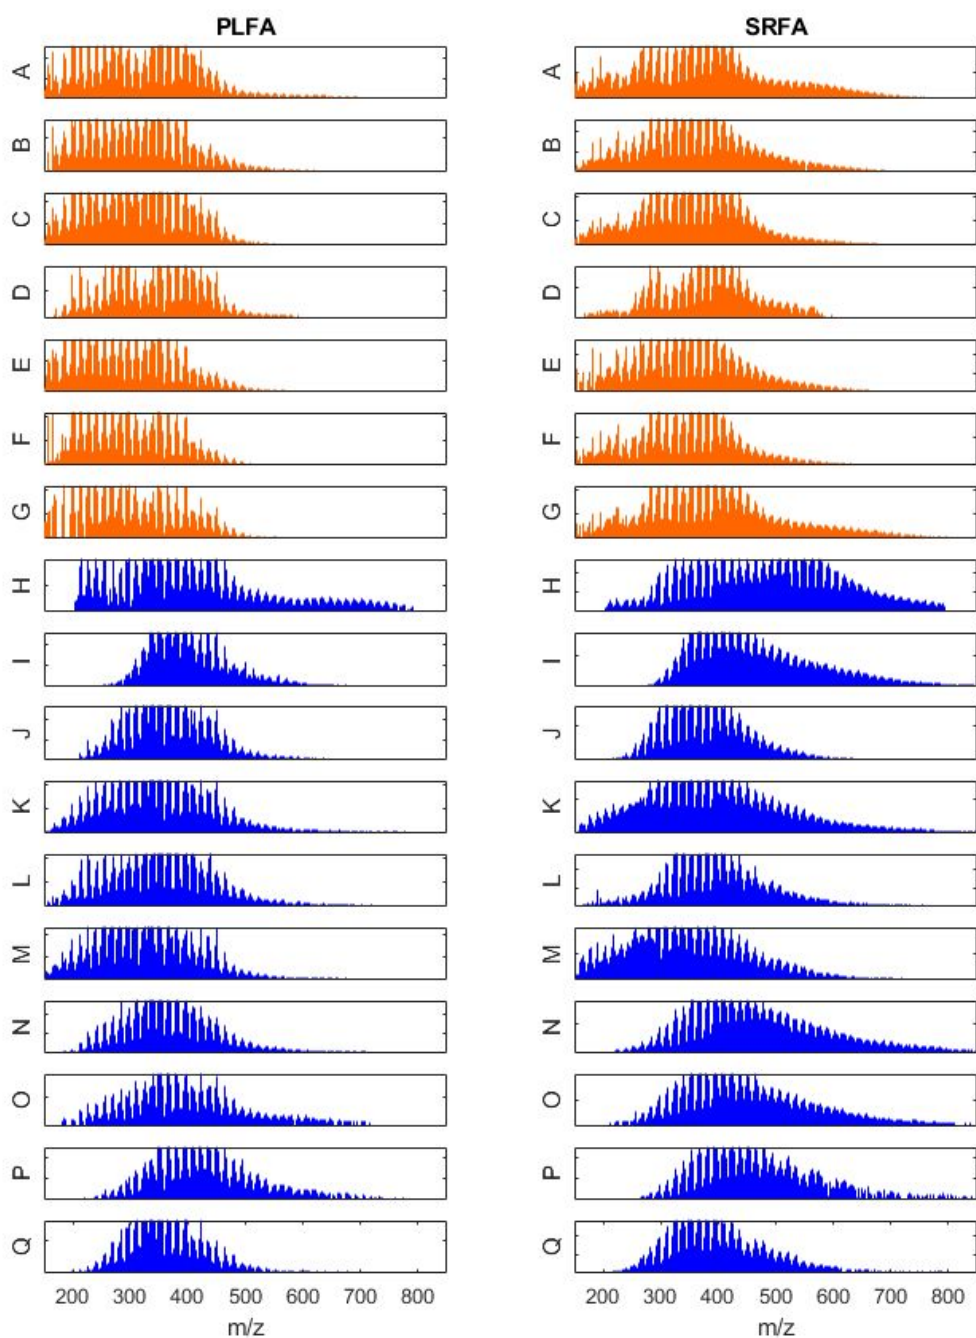 PLFA SRFA
A A
B B
C C
D D
E E
F F
G G
H H
I I
J J
K K
L L
M M
N N
O O
P P
Q Q
200 300 400 500 600 700 800 200 300 400 500 600 700 800
m/z m/z